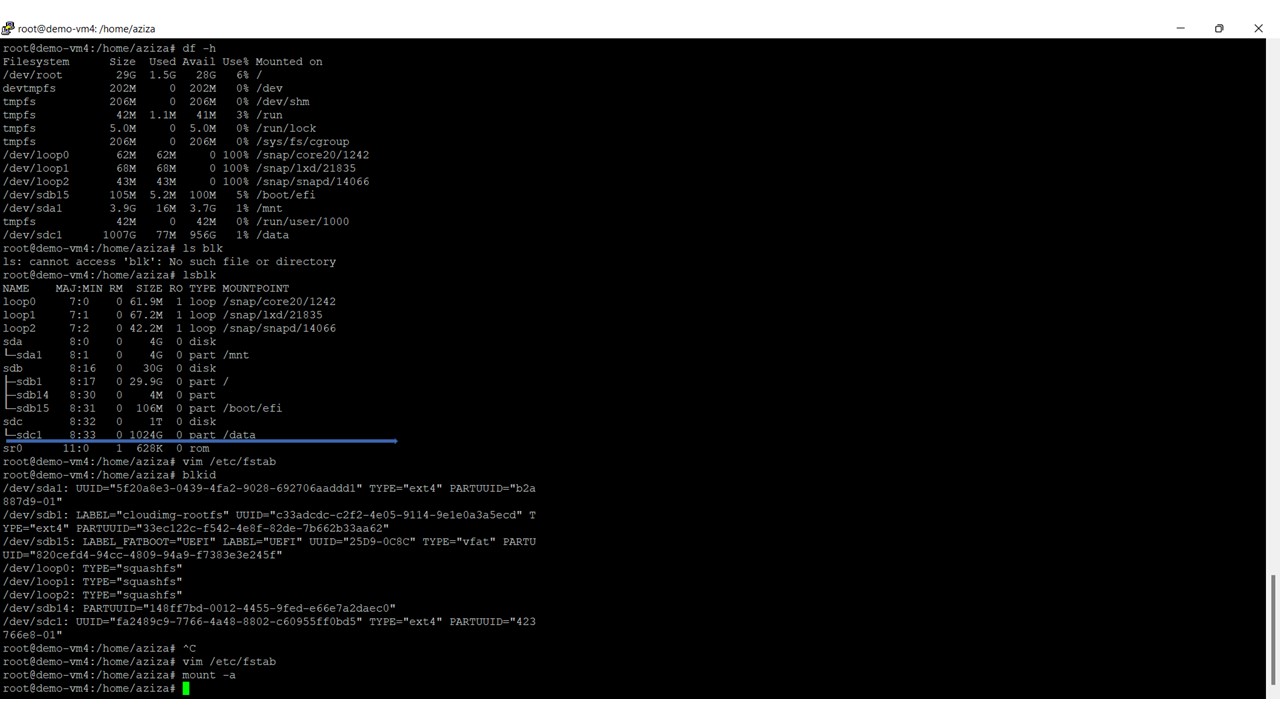 root@demo-vm4: /home/aziza
root@demo-vm4:/home/aziza# df -h
Filesystem      Size  Used Avail Use% Mounted on
/dev/root        29G  1.5G   28G   6% /
devtmpfs        202M     0  202M   0% /dev
tmpfs           206M     0  206M   0% /dev/shm
tmpfs            42M  1.1M   41M   3% /run
tmpfs           5.0M     0  5.0M   0% /run/lock
tmpfs           206M     0  206M   0% /sys/fs/cgroup
/dev/loop0       62M   62M     0 100% /snap/core20/1242
/dev/loop1       68M   68M     0 100% /snap/lxd/21835
/dev/loop2       43M   43M     0 100% /snap/snapd/14066
/dev/sdb15      105M  5.2M  100M   5% /boot/efi
/dev/sda1       3.9G   16M  3.7G   1% /mnt
tmpfs            42M     0   42M   0% /run/user/1000
/dev/sdc1      1007G   77M  956G   1% /data
root@demo-vm4:/home/aziza# ls blk
ls: cannot access 'blk': No such file or directory
root@demo-vm4:/home/aziza# lsblk
NAME    MAJ:MIN RM  SIZE RO TYPE MOUNTPOINT
loop0     7:0    0 61.9M  1 loop /snap/core20/1242
loop1     7:1    0 67.2M  1 loop /snap/lxd/21835
loop2     7:2    0 42.2M  1 loop /snap/snapd/14066
sda       8:0    0    4G  0 disk
└─sda1    8:1    0    4G  0 part /mnt
sdb       8:16   0   30G  0 disk
├─sdb1    8:17   0 29.9G  0 part /
├─sdb14   8:30   0    4M  0 part
└─sdb15   8:31   0  106M  0 part /boot/efi
sdc       8:32   0    1T  0 disk
└─sdc1    8:33   0 1024G  0 part /data
sr0      11:0    1  628K  0 rom
root@demo-vm4:/home/aziza# vim /etc/fstab
root@demo-vm4:/home/aziza# blkid
/dev/sda1: UUID="5f20a8e3-0439-4fa2-9028-692706aaddd1" TYPE="ext4" PARTUUID="b2a
887d9-01"
/dev/sdb1: LABEL="cloudimg-rootfs" UUID="c33adcdc-c2f2-4e05-9114-9e1e0a3a5ecd" T
YPE="ext4" PARTUUID="33ec122c-f542-4e8f-82de-7b662b33aa62"
/dev/sdb15: LABEL_FATBOOT="UEFI" LABEL="UEFI" UUID="25D9-0C8C" TYPE="vfat" PARTU
UID="820cefd4-94cc-4809-94a9-f7383e3e245f"
/dev/loop0: TYPE="squashfs"
/dev/loop1: TYPE="squashfs"
/dev/loop2: TYPE="squashfs"
/dev/sdb14: PARTUUID="148ff7bd-0012-4455-9fed-e66e7a2daec0"
/dev/sdc1: UUID="fa2489c9-7766-4a48-8802-c60955ff0bd5" TYPE="ext4" PARTUUID="423
766e8-01"
root@demo-vm4:/home/aziza# ^C
root@demo-vm4:/home/aziza# vim /etc/fstab
root@demo-vm4:/home/aziza# mount -a
root@demo-vm4:/home/aziza#